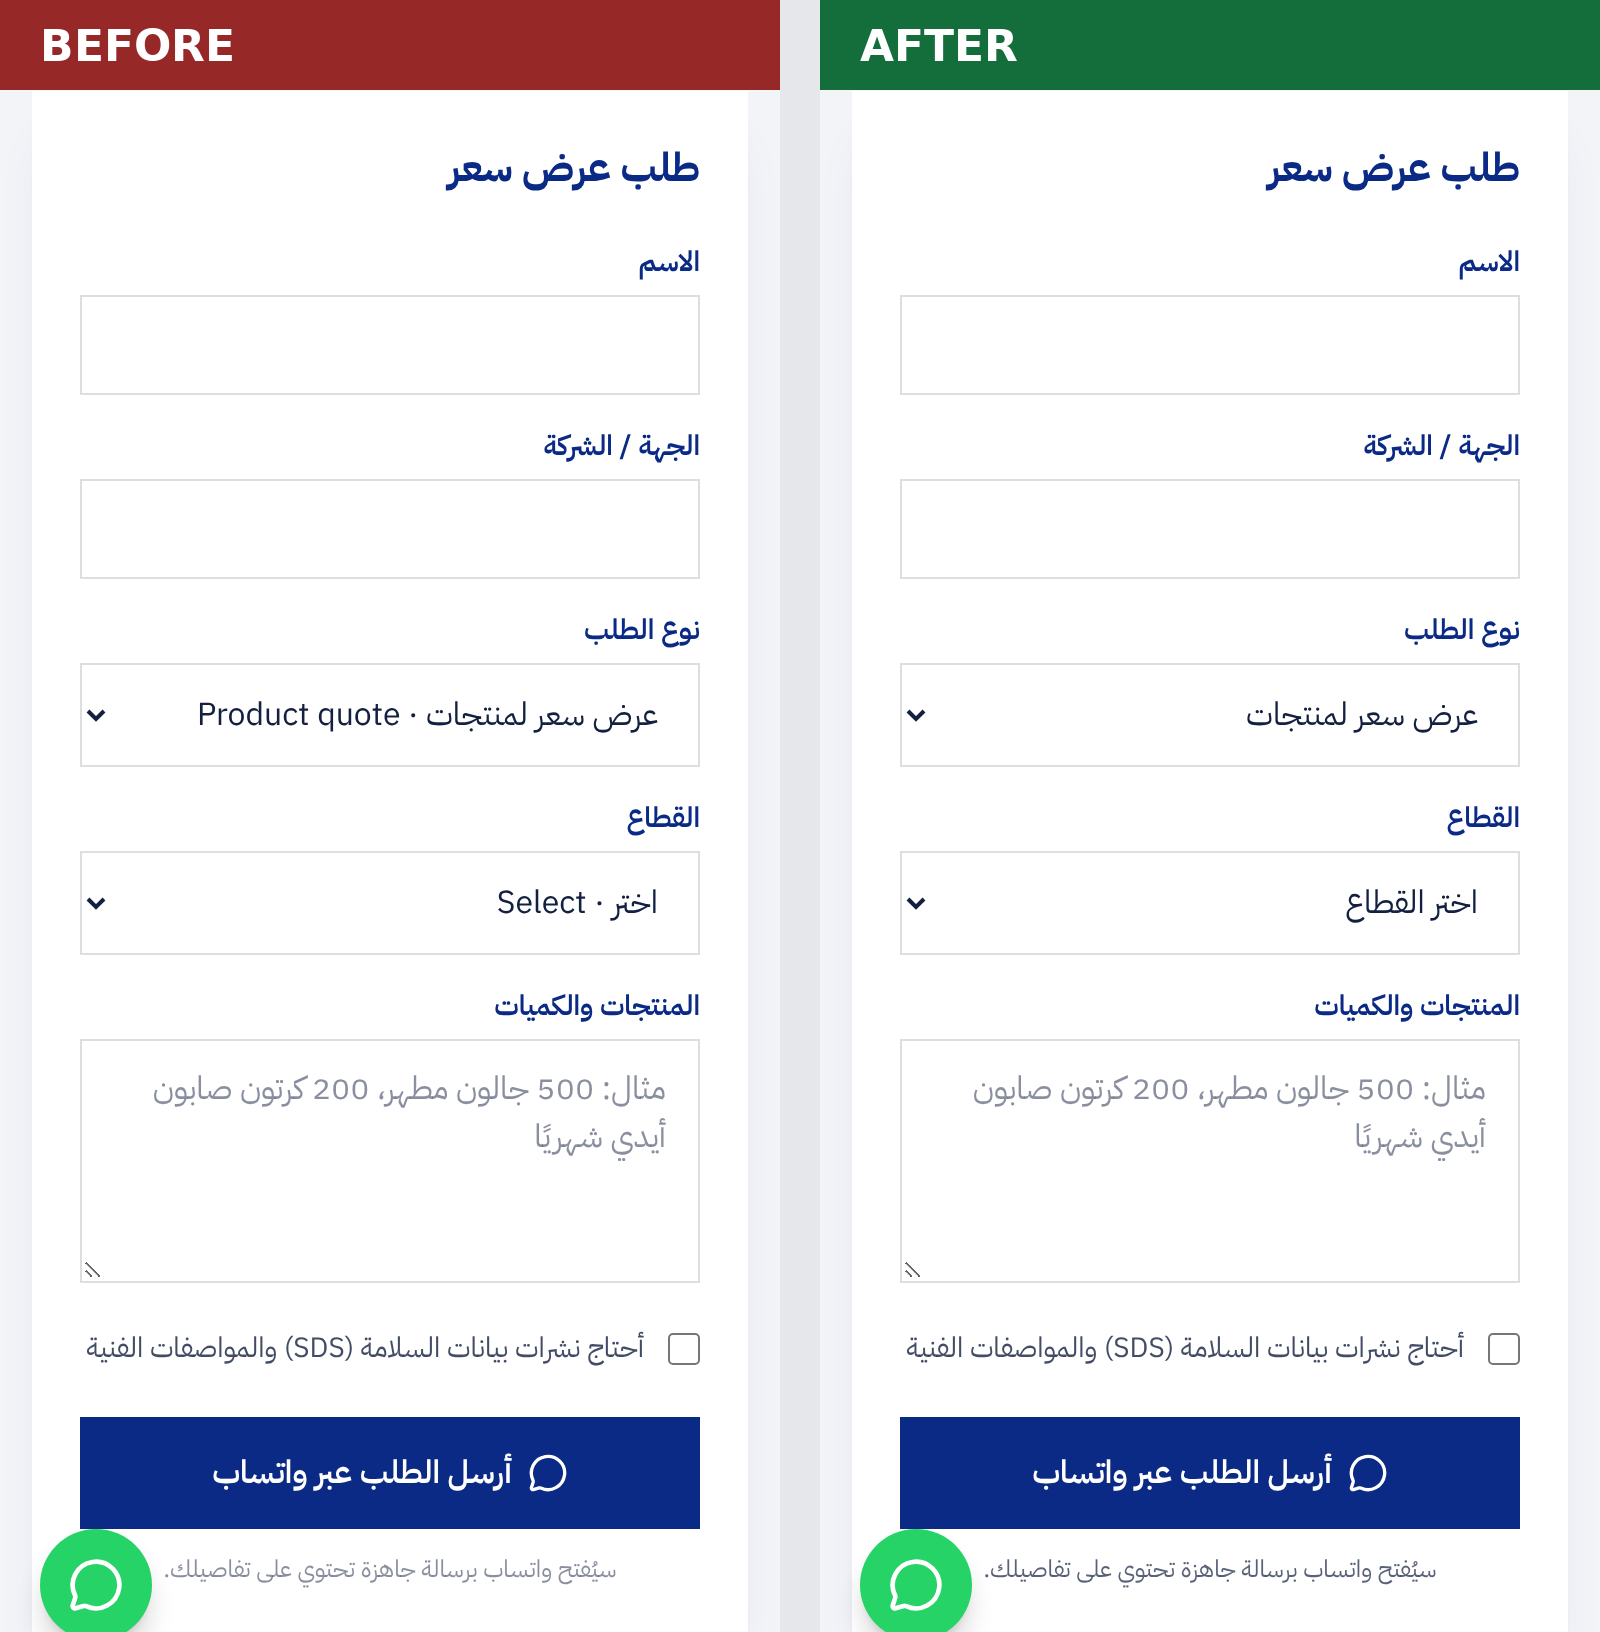 BEFORE
طلب عرض سعر
الاسم
الجهة / الشركة
نوع الطلب
عرض سعر لمنتجات · Product quote
القطاع
اختر · Select
المنتجات والكميات
مثال: 500 جالون مطهر، 200 كرتون صابون
أيدي شهريًا
أحتاج نشرات بيانات السلامة (SDS) والمواصفات الفنية
أرسل الطلب عبر واتساب
سيُفتح واتساب برسالة جاهزة تحتوي على تفاصيلك.
AFTER
طلب عرض سعر
الاسم
الجهة / الشركة
نوع الطلب
عرض سعر لمنتجات
القطاع
اختر القطاع
المنتجات والكميات
مثال: 500 جالون مطهر، 200 كرتون صابون
أيدي شهريًا
أحتاج نشرات بيانات السلامة (SDS) والمواصفات الفنية
أرسل الطلب عبر واتساب
سيُفتح واتساب برسالة جاهزة تحتوي على تفاصيلك.